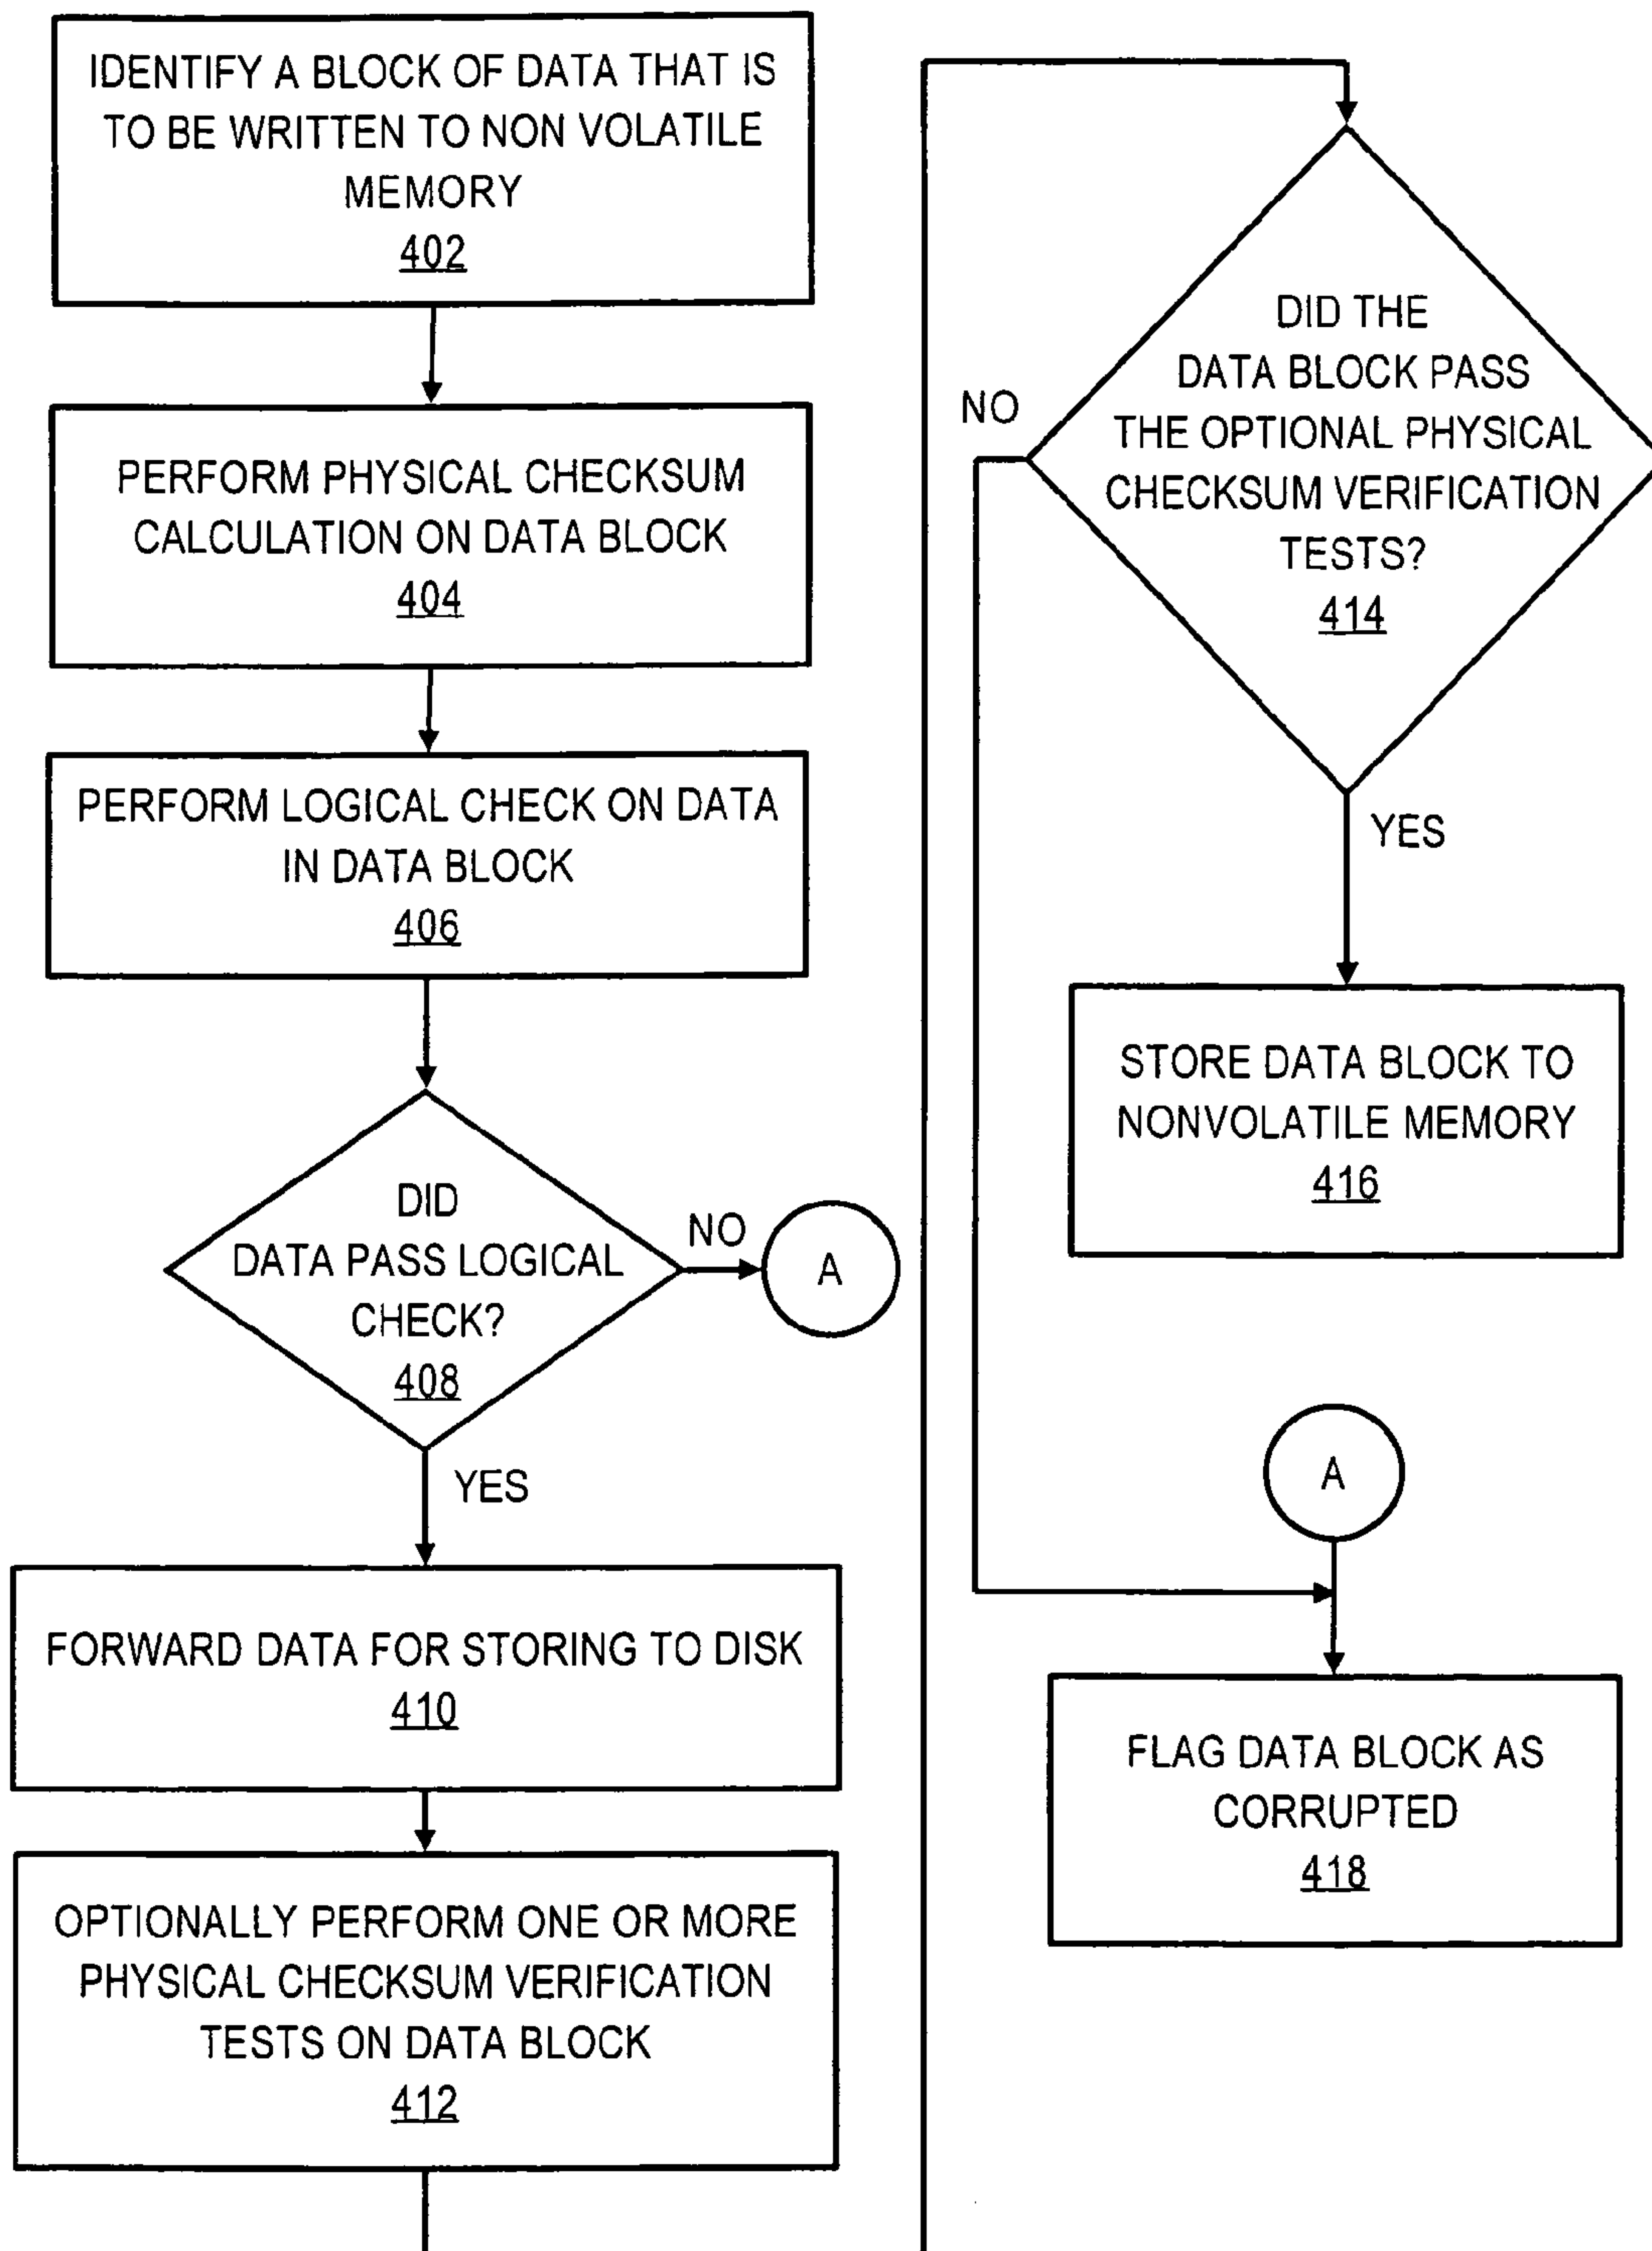 IDENTIFY A BLOCK OF DATA THAT IS
TO BE WRITTEN TO NON VOLATILE
MEMORY
402
PERFORM PHYSICAL CHECKSUM
CALCULATION ON DATA BLOCK
404
PERFORM LOGICAL CHECK ON DATA
IN DATA BLOCK
406
DID
DATA PASS LOGICAL
CHECK?
408
NO
A
YES
FORWARD DATA FOR STORING TO DISK
410
OPTIONALLY PERFORM ONE OR MORE
PHYSICAL CHECKSUM VERIFICATION
TESTS ON DATA BLOCK
412
DID THE
DATA BLOCK PASS
THE OPTIONAL PHYSICAL
CHECKSUM VERIFICATION
TESTS?
414
NO
YES
STORE DATA BLOCK TO
NONVOLATILE MEMORY
416
A
FLAG DATA BLOCK AS
CORRUPTED
418